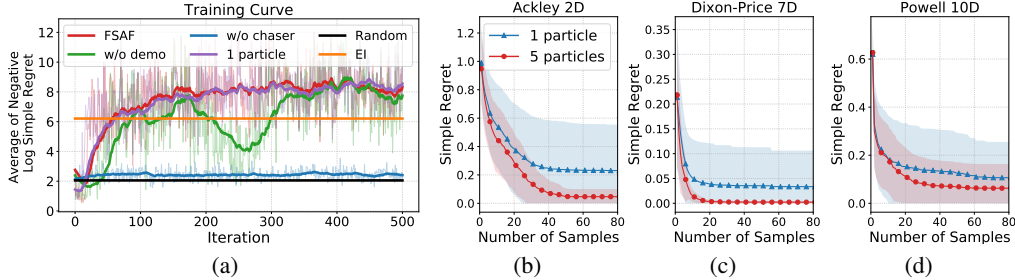 Training Curve
FSAF
w/o demo
w/o chaser
1 particle
Random
EI
Average of Negative
Log Simple Regret
0
2
4
6
8
10
12
0
100
200
300
400
500
Iteration
(a)
Ackley 2D
1 particle
5 particles
Simple Regret
0.0
0.2
0.4
0.6
0.8
1.0
1.2
0
20
40
60
80
Number of Samples
(b)
Dixon-Price 7D
Simple Regret
0.00
0.05
0.10
0.15
0.20
0.25
0.30
0.35
0
20
40
60
80
Number of Samples
(c)
Powell 10D
Simple Regret
0.0
0.2
0.4
0.6
0
20
40
60
80
Number of Samples
(d)